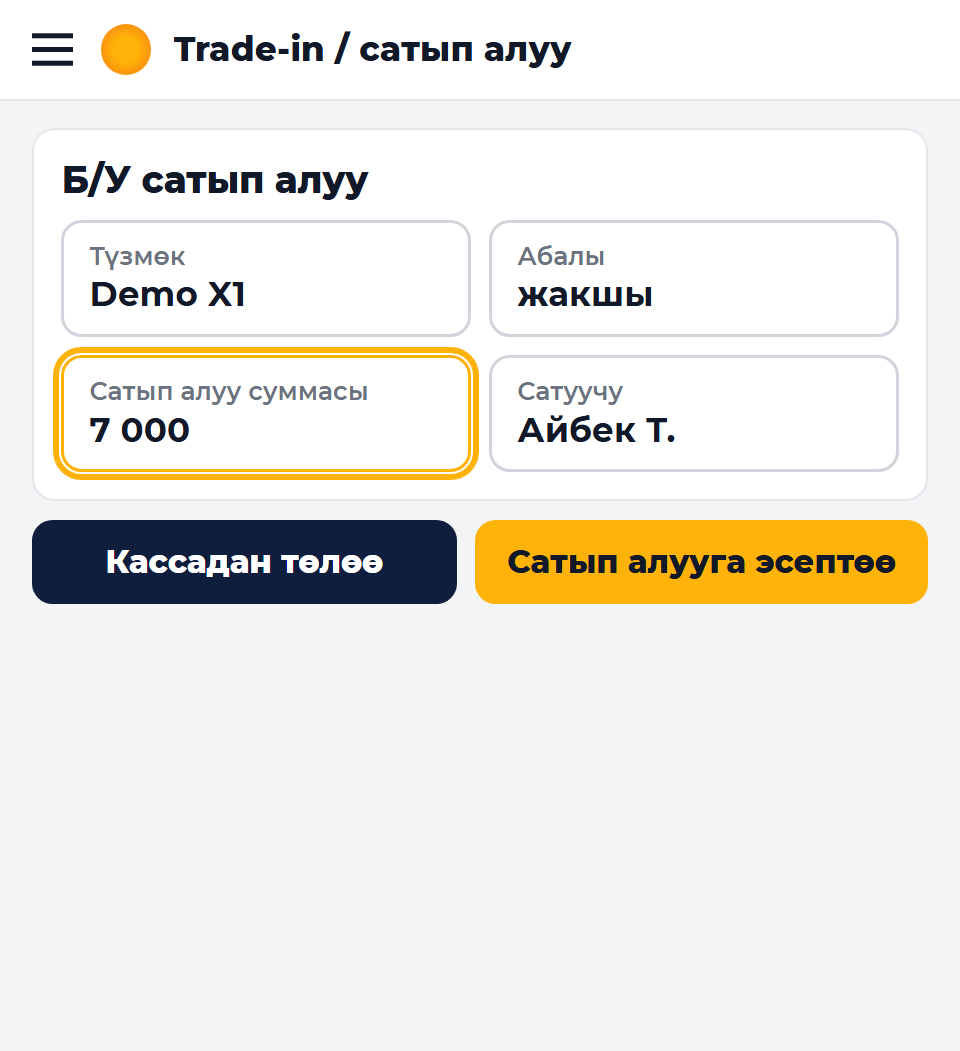 Trade-in / сатып алуу
Б/У сатып алуу
Түзмөк
Demo X1
Абалы
жакшы
Сатып алуу суммасы
7 000
Сатуучу
Айбек Т.
Кассадан төлөө
Сатып алууга эсептөө